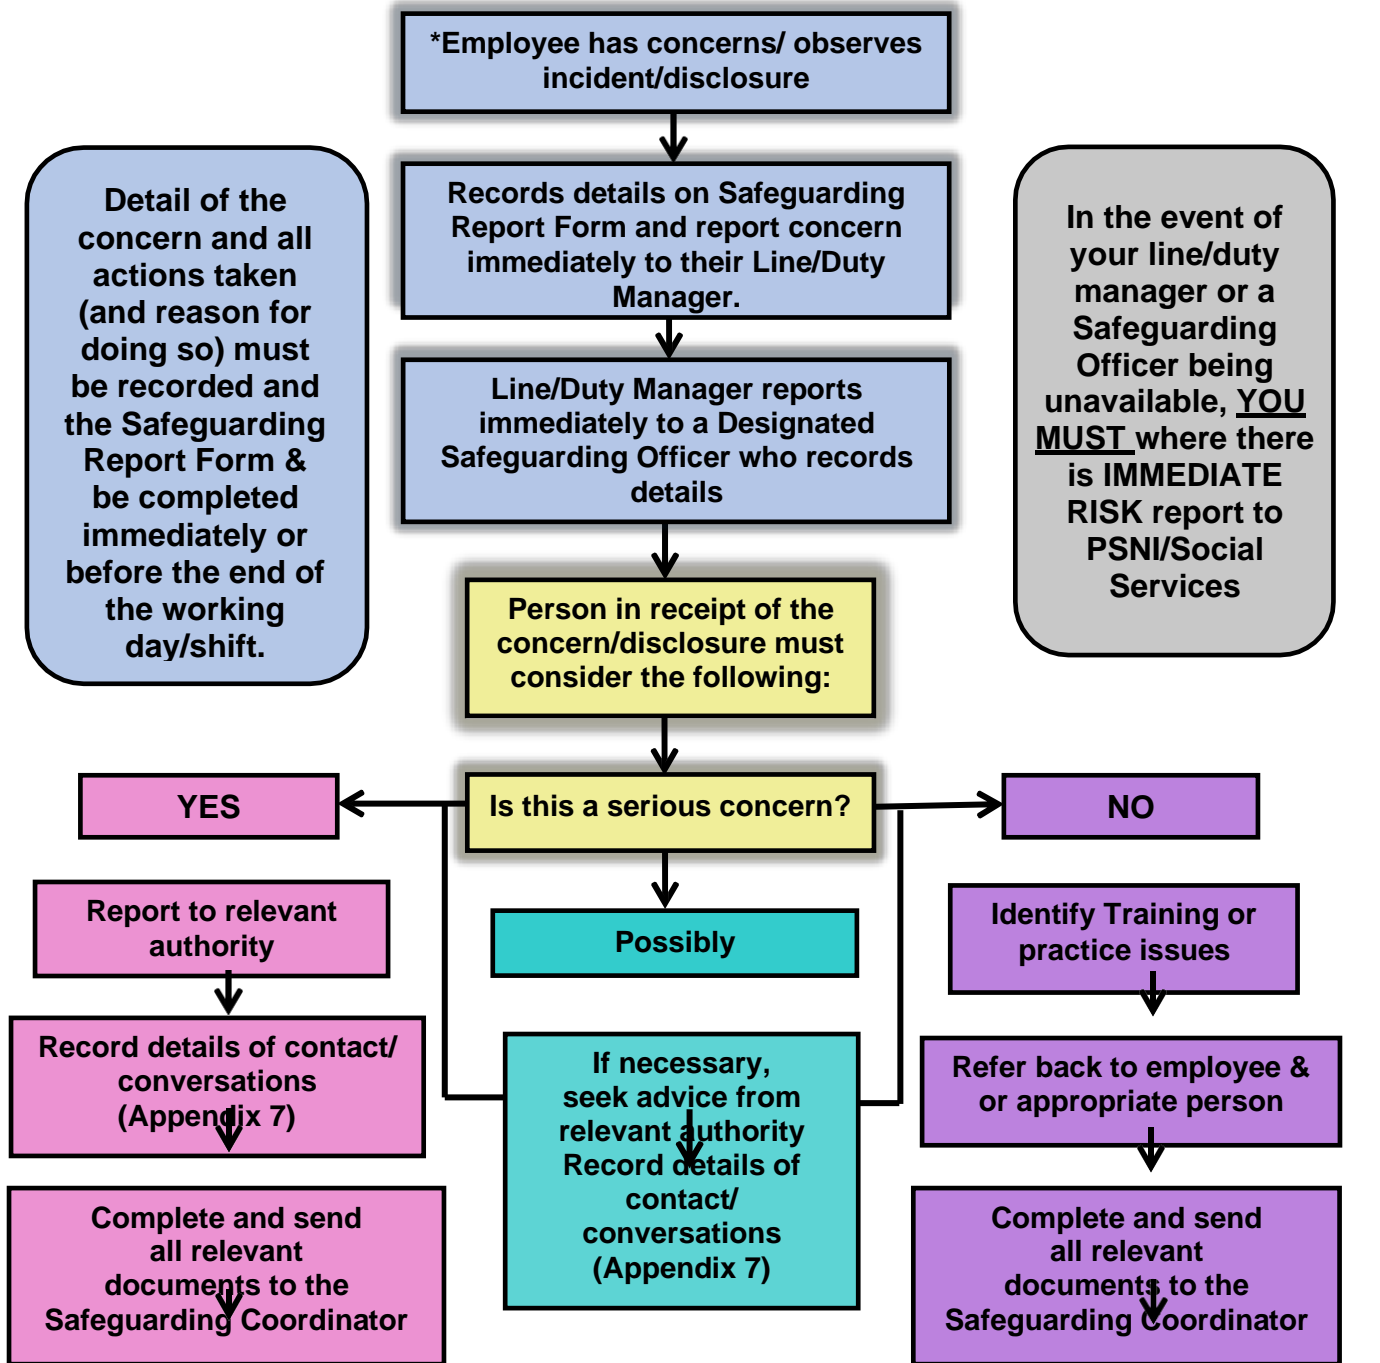 *Employee has concerns/ observes
incident/disclosure
Records details on Safeguarding
Report Form and report concern
immediately to their Line/Duty
Manager.
Detail of the
concern and all
actions taken
(and reason for
doing so) must
be recorded and
the Safeguarding
Report Form &
be completed
immediately or
before the end of
the working
day/shift.
In the event of
your line/duty
manager or a
Safeguarding
Officer being
unavailable, YOU
MUST where there
is IMMEDIATE
RISK report to
PSNI/Social
Services
Line/Duty Manager reports
immediately to a Designated
Safeguarding Officer who records
details
Person in receipt of the
concern/disclosure must
consider the following:
YES
Is this a serious concern?
NO
Report to relevant
authority
Possibly
Identify Training or
practice issues
Record details of contact/
conversations
(Appendix 7)
If necessary,
seek advice from
relevant authority
Record details of
contact/
conversations
(Appendix 7)
Refer back to employee &
or appropriate person
Complete and send
all relevant
documents to the
Safeguarding Coordinator
Complete and send
all relevant
documents to the
Safeguarding Coordinator